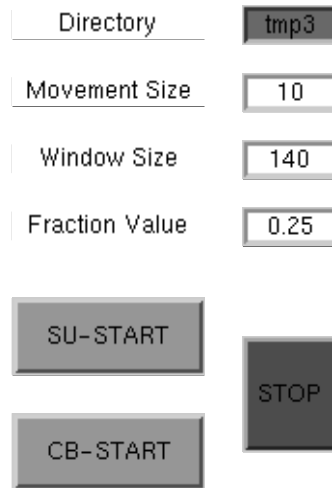 Directory tmp3
Movement Size 10
Window Size 140
Fraction Value 0.25
SU-START
STOP
CB-START